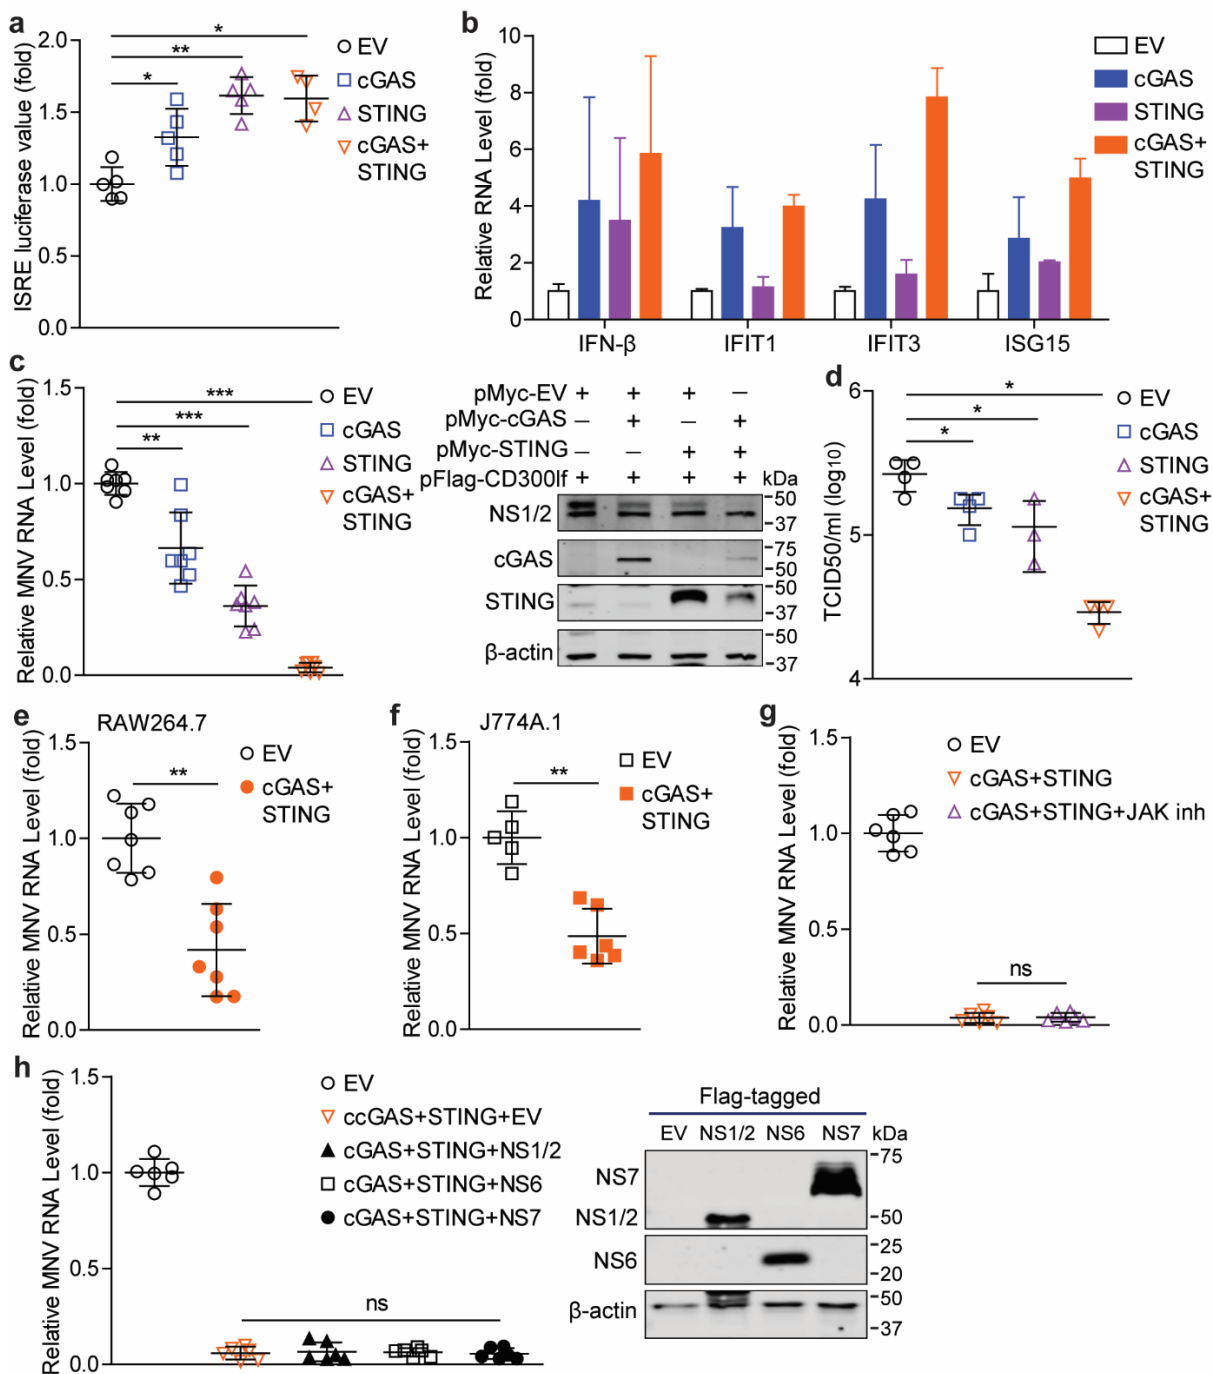 a
ISRE luciferase value (fold)
2.0
1.5
1.0
0.5
0.0
*
**
*
EV
cGAS
STING
cGAS+
STING
b
Relative RNA Level (fold)
10
8
6
4
2
0
IFN-β
IFIT1
IFIT3
ISG15
EV
cGAS
STING
cGAS+
STING
c
Relative MNV RNA Level (fold)
1.5
1.0
0.5
0.0
***
***
**
EV
cGAS
STING
cGAS+
STING
pMyc-EV + + + −
pMyc-cGAS − + − +
pMyc-STING − − + +
pFlag-CD300lf + + + + kDa
NS1/2
50
37
cGAS
75
50
STING
50
37
β-actin
50
37
d
TCID50/ml (log10)
6
5
4
*
*
*
EV
cGAS
STING
cGAS+
STING
e
RAW264.7
Relative MNV RNA Level (fold)
1.5
1.0
0.5
0.0
**
EV
cGAS+
STING
f
J774A.1
Relative MNV RNA Level (fold)
1.5
1.0
0.5
0.0
**
EV
cGAS+
STING
g
Relative MNV RNA Level (fold)
1.5
1.0
0.5
0.0
ns
EV
cGAS+STING
cGAS+STING+JAK inh
h
Relative MNV RNA Level (fold)
1.5
1.0
0.5
0.0
ns
EV
ccGAS+STING+EV
cGAS+STING+NS1/2
cGAS+STING+NS6
cGAS+STING+NS7
Flag-tagged
EV NS1/2 NS6 NS7 kDa
NS7
NS1/2
75
50
NS6
25
20
β-actin
50
37